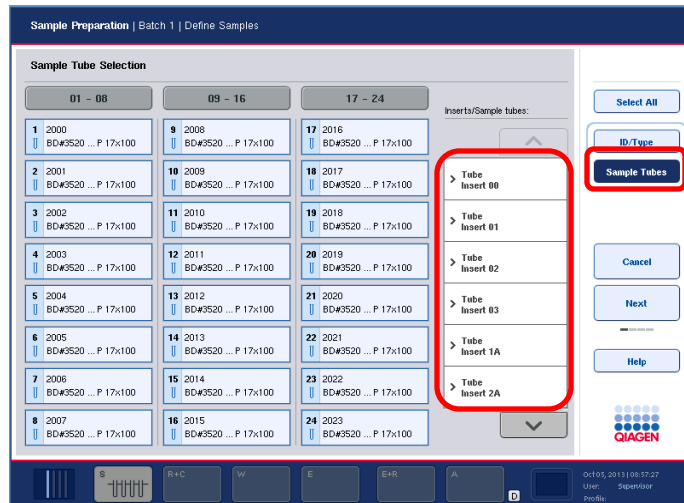 Sample Preparation | Batch 1 | Define Samples
Sample Tube Selection
01 - 08
09 - 16
17 - 24
Inserts/Sample tubes:
1 2000
BD#3520 ... P 17x100
2 2001
BD#3520 ... P 17x100
3 2002
BD#3520 ... P 17x100
4 2003
BD#3520 ... P 17x100
5 2004
BD#3520 ... P 17x100
6 2005
BD#3520 ... P 17x100
7 2006
BD#3520 ... P 17x100
8 2007
BD#3520 ... P 17x100
9 2008
BD#3520 ... P 17x100
10 2009
BD#3520 ... P 17x100
11 2010
BD#3520 ... P 17x100
12 2011
BD#3520 ... P 17x100
13 2012
BD#3520 ... P 17x100
14 2013
BD#3520 ... P 17x100
15 2014
BD#3520 ... P 17x100
16 2015
BD#3520 ... P 17x100
17 2016
BD#3520 ... P 17x100
18 2017
BD#3520 ... P 17x100
19 2018
BD#3520 ... P 17x100
20 2019
BD#3520 ... P 17x100
21 2020
BD#3520 ... P 17x100
22 2021
BD#3520 ... P 17x100
23 2022
BD#3520 ... P 17x100
24 2023
BD#3520 ... P 17x100
Tube
Insert 00
Tube
Insert 01
Tube
Insert 02
Tube
Insert 03
Tube
Insert 1A
Tube
Insert 2A
Select All
ID/Type
Sample Tubes
Cancel
Next
Help
QIAGEN
S
R+C
W
E
E+R
A
D
Oct 05, 2013 | 08:57:27
User: Supervisor
Profile: